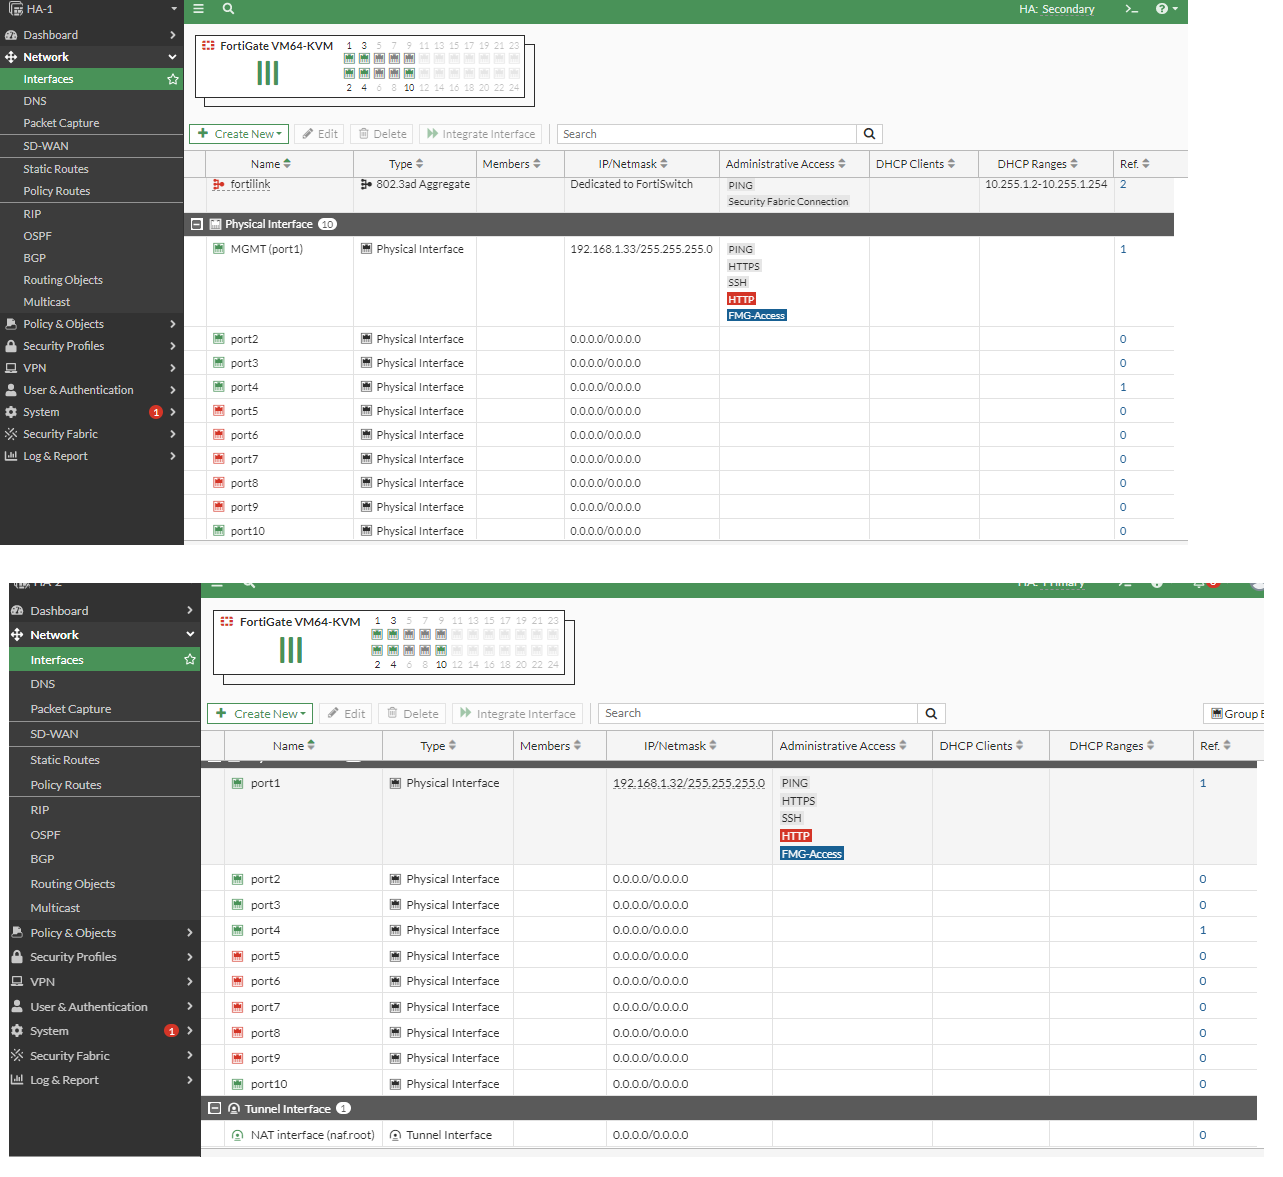 HA-1
HA: Secondary
>_
Dashboard
Network
Interfaces
DNS
Packet Capture
SD-WAN
Static Routes
Policy Routes
RIP
OSPF
BGP
Routing Objects
Multicast
Policy & Objects
Security Profiles
VPN
User & Authentication
System 1
Security Fabric
Log & Report
FortiGate VM64-KVM
1 3 5 7 9 11 13 15 17 19 21 23
2 4 6 8 10 12 14 16 18 20 22 24
+ Create New Edit Delete Integrate Interface Search
Name Type Members IP/Netmask Administrative Access DHCP Clients DHCP Ranges Ref.
fortilink 802.3ad Aggregate Dedicated to FortiSwitch PING 10.255.1.2-10.255.1.254 2
Security Fabric Connection
Physical Interface 10
MGMT (port1) Physical Interface 192.168.1.33/255.255.255.0 PING 1
HTTPS
SSH
HTTP
FMG-Access
port2 Physical Interface 0.0.0.0/0.0.0.0 0
port3 Physical Interface 0.0.0.0/0.0.0.0 0
port4 Physical Interface 0.0.0.0/0.0.0.0 1
port5 Physical Interface 0.0.0.0/0.0.0.0 0
port6 Physical Interface 0.0.0.0/0.0.0.0 0
port7 Physical Interface 0.0.0.0/0.0.0.0 0
port8 Physical Interface 0.0.0.0/0.0.0.0 0
port9 Physical Interface 0.0.0.0/0.0.0.0 0
port10 Physical Interface 0.0.0.0/0.0.0.0 0
HA-2
HA: Primary
Dashboard
Network
Interfaces
DNS
Packet Capture
SD-WAN
Static Routes
Policy Routes
RIP
OSPF
BGP
Routing Objects
Multicast
Policy & Objects
Security Profiles
VPN
User & Authentication
System 1
Security Fabric
Log & Report
FortiGate VM64-KVM
1 3 5 7 9 11 13 15 17 19 21 23
2 4 6 8 10 12 14 16 18 20 22 24
+ Create New Edit Delete Integrate Interface Search Group
Name Type Members IP/Netmask Administrative Access DHCP Clients DHCP Ranges Ref.
port1 Physical Interface 192.168.1.32/255.255.255.0 PING 1
HTTPS
SSH
HTTP
FMG-Access
port2 Physical Interface 0.0.0.0/0.0.0.0 0
port3 Physical Interface 0.0.0.0/0.0.0.0 0
port4 Physical Interface 0.0.0.0/0.0.0.0 1
port5 Physical Interface 0.0.0.0/0.0.0.0 0
port6 Physical Interface 0.0.0.0/0.0.0.0 0
port7 Physical Interface 0.0.0.0/0.0.0.0 0
port8 Physical Interface 0.0.0.0/0.0.0.0 0
port9 Physical Interface 0.0.0.0/0.0.0.0 0
port10 Physical Interface 0.0.0.0/0.0.0.0 0
Tunnel Interface 1
NAT interface (naf.root) Tunnel Interface 0.0.0.0/0.0.0.0 0